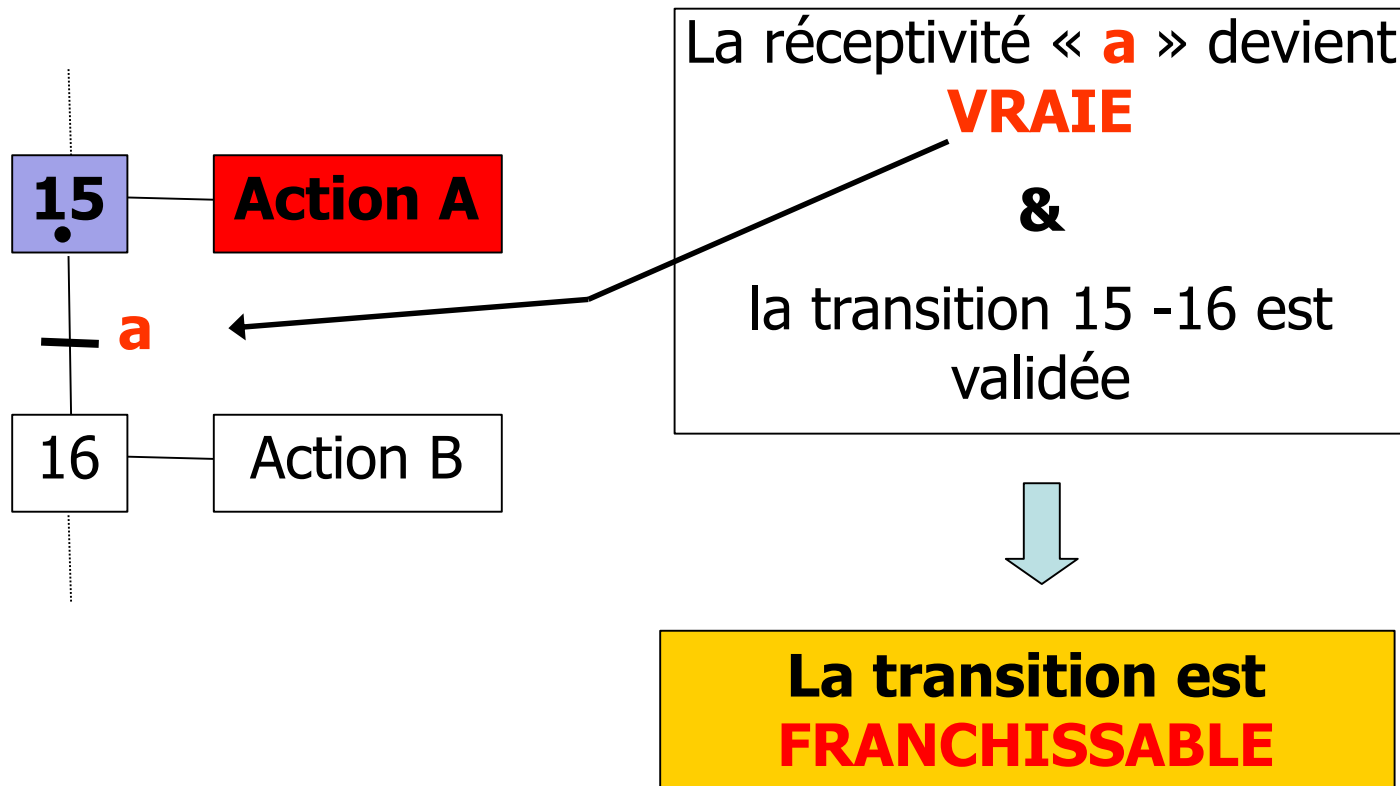 15
Action A
a
16
Action B
La réceptivité « a » devient
VRAIE
&
la transition 15 -16 est
validée
La transition est
FRANCHISSABLE